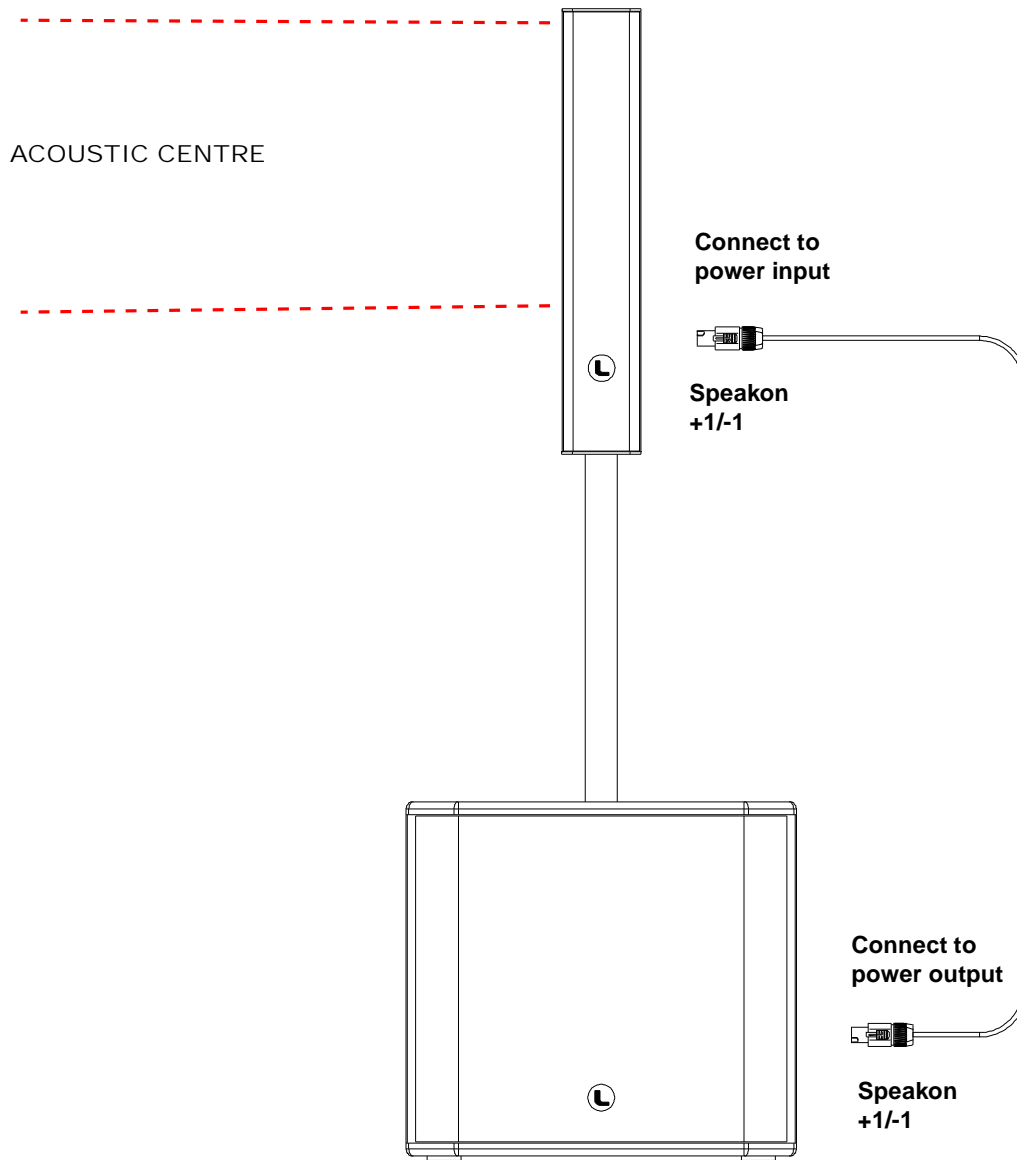 ACOUSTIC CENTRE
Connect to
power input
Speakon
+1/-1
Connect to
power output
Speakon
+1/-1